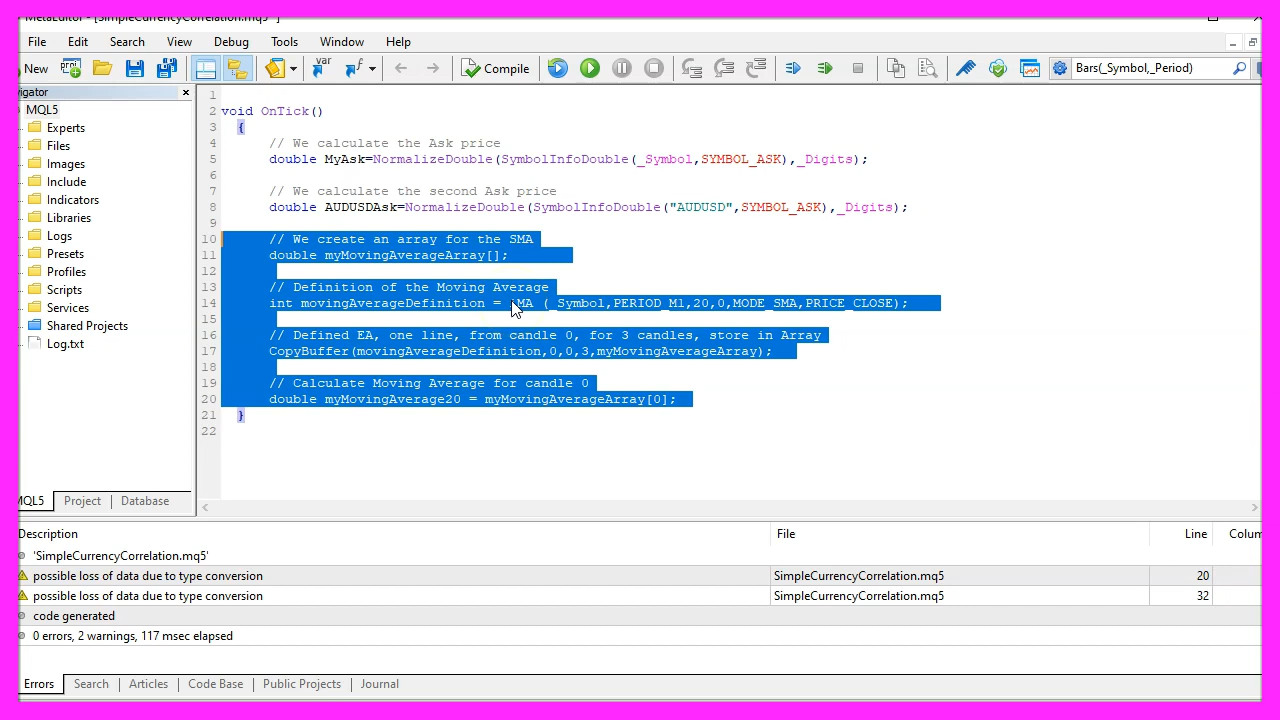 MetaEditor - [SimpleCurrencyCorrelation.mq5 *]
File Edit Search View Debug Tools Window Help
New Compile Bars(_Symbol,_Period)
MQL5
Experts
Files
Images
Include
Indicators
Libraries
Logs
Presets
Profiles
Scripts
Services
Shared Projects
Log.txt
Project Database
1
2 void OnTick()
3 {
4 // We calculate the Ask price
5 double MyAsk=NormalizeDouble(SymbolInfoDouble(_Symbol,SYMBOL_ASK),_Digits);
6
7 // We calculate the second Ask price
8 double AUDUSDAsk=NormalizeDouble(SymbolInfoDouble("AUDUSD",SYMBOL_ASK),_Digits);
9
10 // We create an array for the SMA
11 double myMovingAverageArray[];
12
13 // Definition of the Moving Average
14 int movingAverageDefinition = (_Symbol,PERIOD_M1,20,0,MODE_SMA,PRICE_CLOSE);
15
16 // Defined EA, one line, from candle 0, for 3 candles, store in Array
17 CopyBuffer(movingAverageDefinition,0,0,3,myMovingAverageArray);
18
19 // Calculate Moving Average for candle 0
20 double myMovingAverage20 = myMovingAverageArray[0];
21 }
22
Description File Line
'SimpleCurrencyCorrelation.mq5'
possible loss of data due to type conversion SimpleCurrencyCorrelation.mq5 20
possible loss of data due to type conversion SimpleCurrencyCorrelation.mq5 32
code generated
0 errors, 2 warnings, 117 msec elapsed
Errors Search Articles Code Base Public Projects Journal